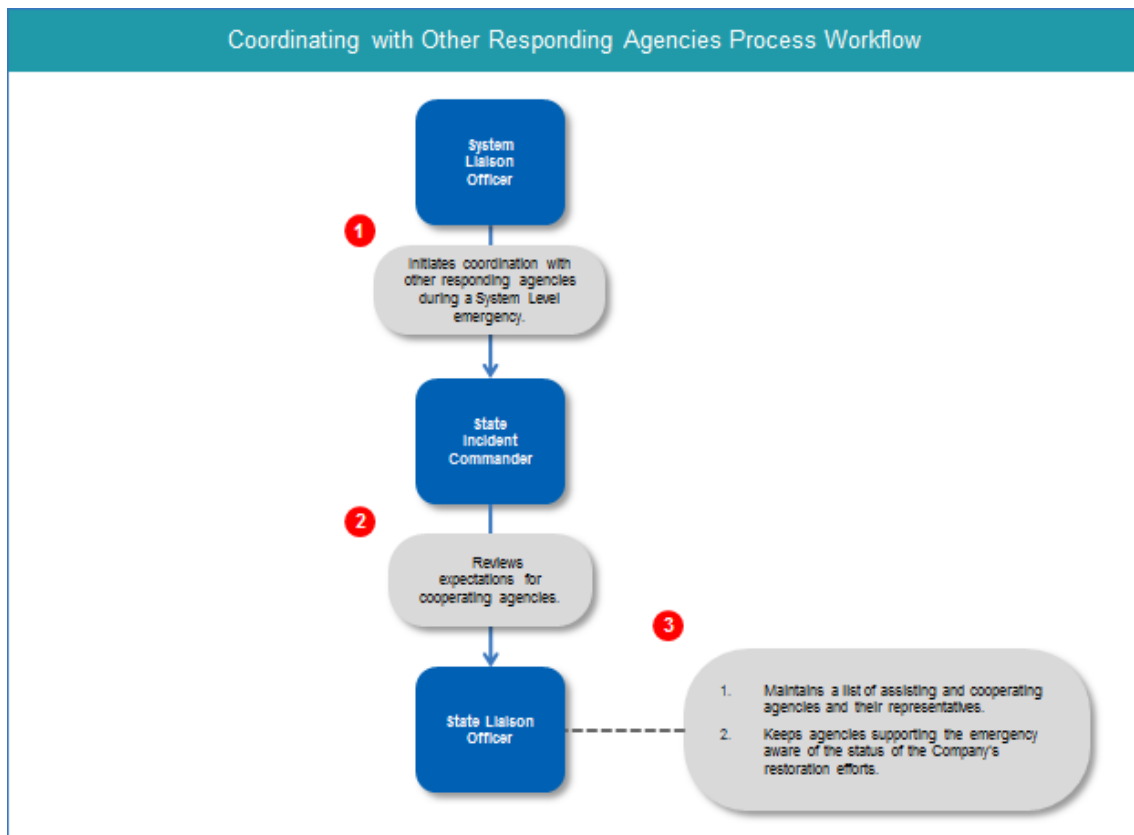 Coordinating with Other Responding Agencies Process Workflow
System
Liaison
Officer
1
Initiates coordination with
other responding agencies
during a System Level
emergency.
State
Incident
Commander
2
Reviews
expectations for
cooperating agencies.
3
State Liaison
Officer
1. Maintains a list of assisting and cooperating
agencies and their representatives.
2. Keeps agencies supporting the emergency
aware of the status of the Company's
restoration efforts.